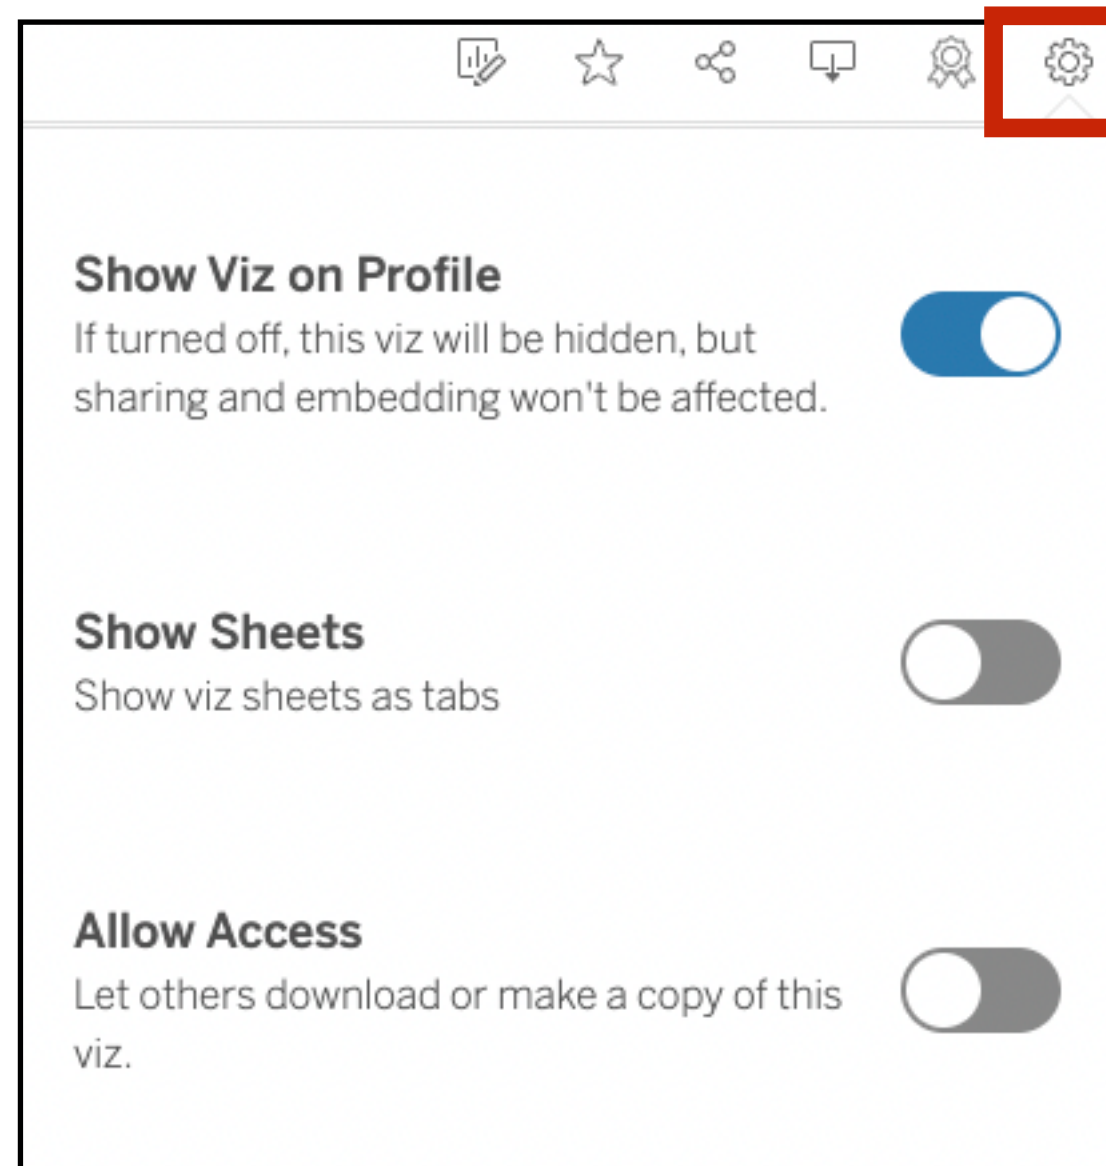 Show Viz on Profile
If turned off, this viz will be hidden, but
sharing and embedding won't be affected.
Show Sheets
Show viz sheets as tabs
Allow Access
Let others download or make a copy of this
viz.